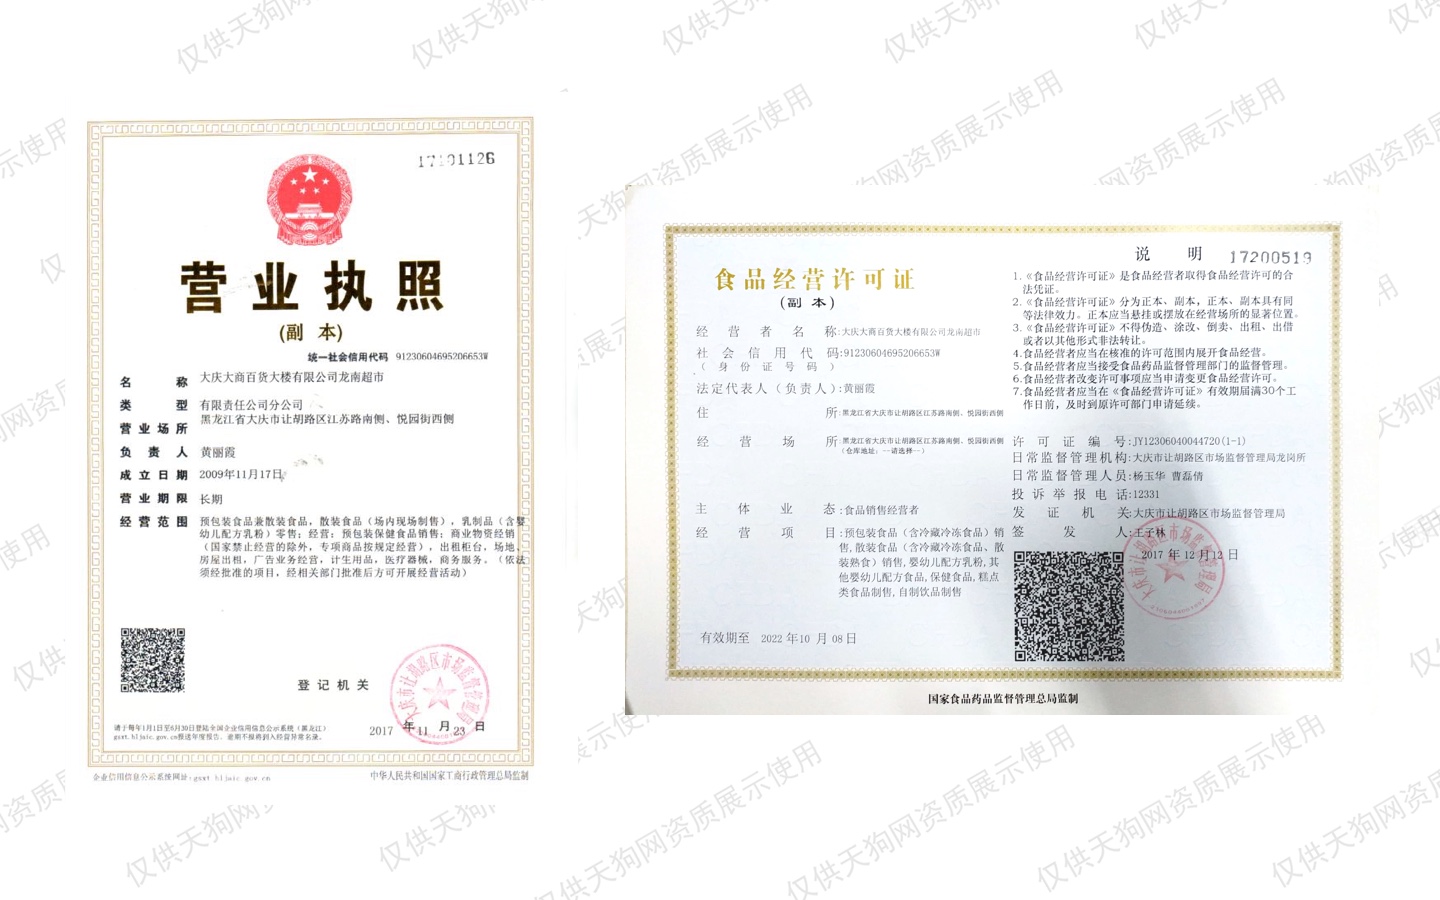 17101126
营业执照
(副 本)
统一社会信用代码 91230604695206653W
名 称 大庆大商百货大楼有限公司龙南超市
类 型 有限责任公司分公司
营业场所 黑龙江省大庆市让胡路区江苏路南侧、悦园街西侧
负责人 黄丽霞
成立日期 2009年11月17日
营业期限 长期
经营范围 预包装食品兼散装食品，散装食品（场内现场制售），乳制品（含婴
幼儿配方乳粉）零售；经营：预包装保健食品销售；商业物资经销
（国家禁止经营的除外，专项商品按规定经营），出租柜台，场地、
房屋出租，广告业务经营，计生用品，医疗器械，商务服务。（依法
须经批准的项目，经相关部门批准后方可开展经营活动）
登记机关
2017 年 11 月 23 日
请于每年1月1日至6月30日登陆全国企业信用信息公示系统（黑龙江）
gsxt.hljaic.gov.cn报送年度报告，逾期不报将列入经营异常名录。
企业信用信息公示系统网址：gsxt.hljaic.gov.cn
中华人民共和国国家工商行政管理总局监制
食品经营许可证
(副 本)
经营者名称:大庆大商百货大楼有限公司龙南超市
社会信用代码:91230604695206653W
（身份证号码）
法定代表人（负责人）:黄丽霞
住 所:黑龙江省大庆市让胡路区江苏路南侧、悦园街西侧
经营场所:黑龙江省大庆市让胡路区江苏路南侧、悦园街西侧
（仓库地址：--请选择--）
主体业态:食品销售经营者
经营项目:预包装食品（含冷藏冷冻食品）销
售,散装食品（含冷藏冷冻食品、散
装熟食）销售,婴幼儿配方乳粉,其
他婴幼儿配方食品,保健食品,糕点
类食品制售,自制饮品制售
有效期至 2022 年10 月 08 日
说 明 17200519
1.《食品经营许可证》是食品经营者取得食品经营许可的合
法凭证。
2.《食品经营许可证》分为正本、副本，正本、副本具有同
等法律效力。正本应当悬挂或摆放在经营场所的显著位置。
3.《食品经营许可证》不得伪造、涂改、倒卖、出租、出借
或者以其他形式非法转让。
4.食品经营者应当在核准的许可范围内展开食品经营。
5.食品经营者应当接受食品药品监督管理部门的监督管理。
6.食品经营者改变许可事项应当申请变更食品经营许可。
7.食品经营者应当在《食品经营许可证》有效期届满30个工
作日前，及时到原许可部门申请延续。
许可证编号:JY12306040044720(1-1)
日常监督管理机构:大庆市让胡路区市场监督管理局龙岗所
日常监督管理人员:杨玉华 曹磊倩
投诉举报电话:12331
发证机关:大庆市让胡路区市场监督管理局
签发人:王子林
2017 年 12 月 12 日
国家食品药品监督管理总局监制
仅供天狗网资质展示使用